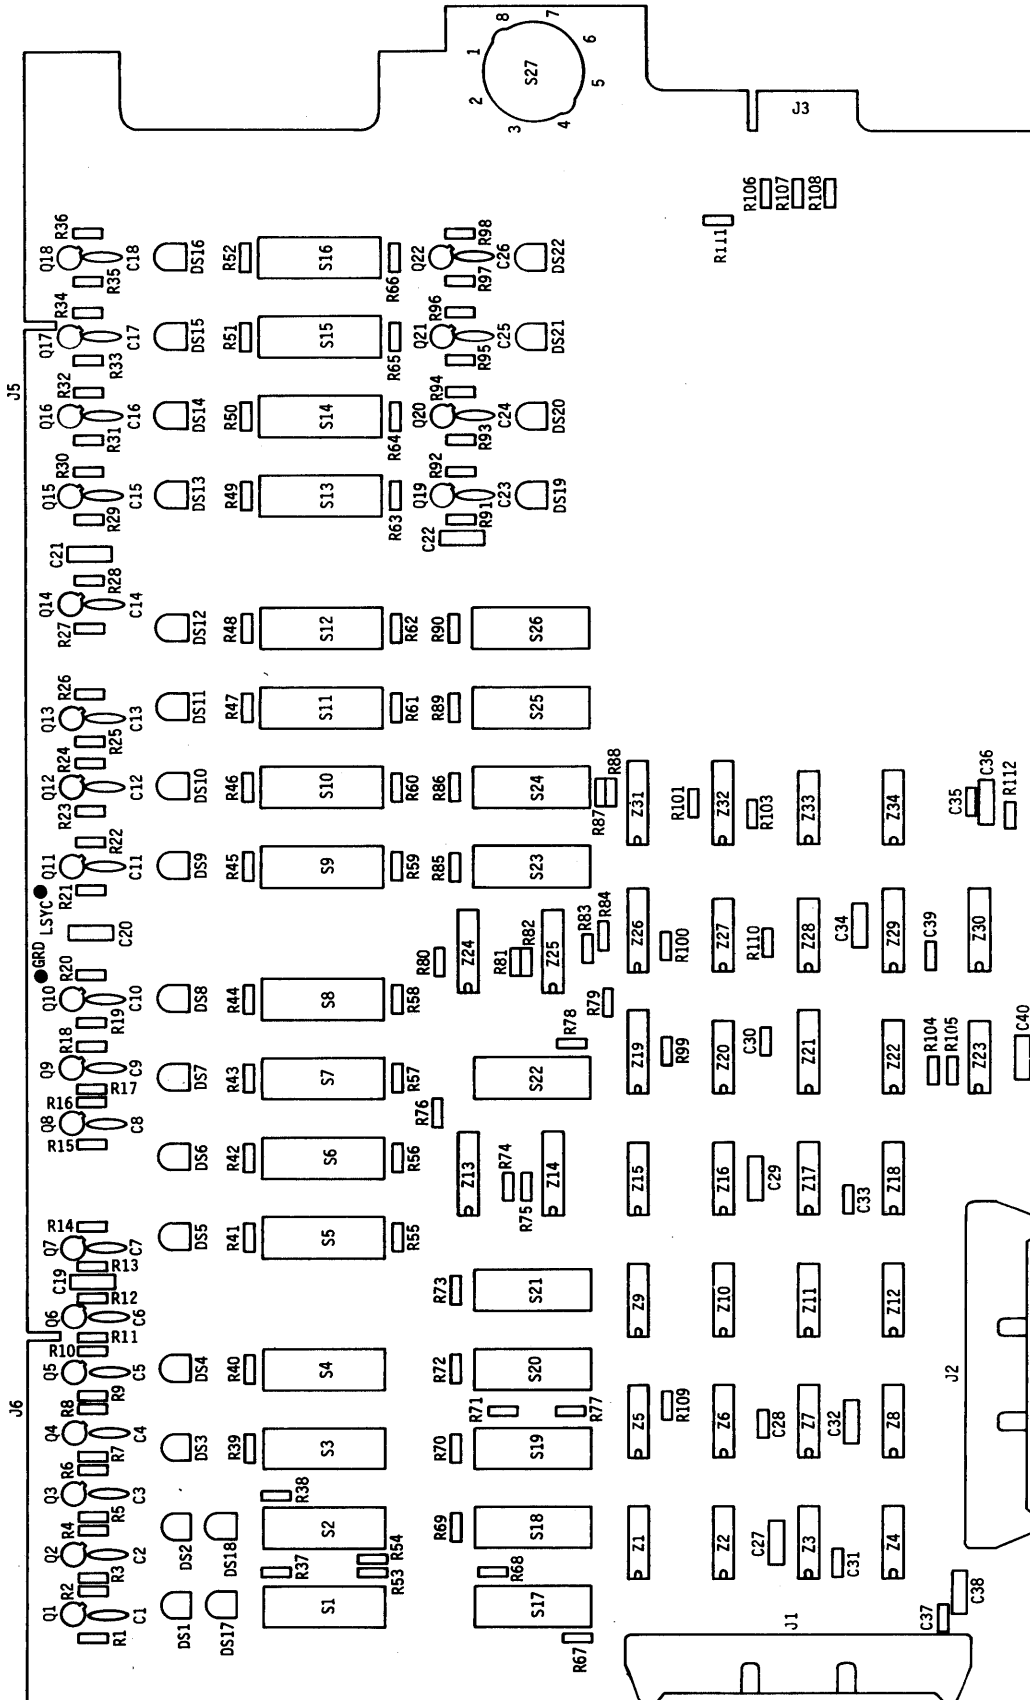 J6
J5
GRD
LSYC
Q1
Q2
Q3
Q4
Q5
Q6
Q7
Q8
Q9
Q10
Q11
Q12
Q13
Q14
Q15
Q16
Q17
Q18
R1
R2
R3
R4
R5
R6
R7
R8
R9
R10
R11
R12
C19
R13
R14
R15
R16
R17
R18
R19
R20
C20
R21
R22
R23
R24
R25
R26
R27
R28
C21
R29
R30
R31
R32
R33
R34
R35
R36
C1
C2
C3
C4
C5
C6
C7
C8
C9
C10
C11
C12
C13
C14
C15
C16
C17
C18
DS1
DS2
DS3
DS4
DS5
DS6
DS7
DS8
DS9
DS10
DS11
DS12
DS13
DS14
DS15
DS16
DS17
DS18
R37
R38
R39
R40
R41
R42
R43
R44
R45
R46
R47
R48
R49
R50
R51
R52
S1
S2
S3
S4
S5
S6
S7
S8
S9
S10
S11
S12
S13
S14
S15
S16
R53
R54
R55
R56
R57
R58
R59
R60
R61
R62
R63
R64
R65
R66
R67
R68
R69
R70
R71
R72
R73
R74
R75
R76
R77
R78
R79
R80
R81
R82
R83
R84
R85
R86
R87
R88
R89
R90
C22
R91
R92
R93
R94
R95
R96
R97
R98
Q19
Q20
Q21
Q22
C23
C24
C25
C26
DS19
DS20
DS21
DS22
S17
S18
S19
S20
S21
Z13
Z14
S22
Z24
Z25
S23
S24
S25
S26
S27
1
2
3
4
5
6
7
8
Z1
Z5
R109
Z9
Z15
Z19
R99
Z26
R100
Z31
R101
Z2
C27
Z6
C28
Z10
Z16
C29
Z20
C30
Z27
R110
Z32
R103
Z3
C31
Z7
C32
Z11
Z17
C33
Z21
Z28
C34
Z33
Z4
Z8
Z12
Z18
Z22
R104
R105
Z29
C39
Z34
Z23
Z30
C35
C36
R112
C40
C37
C38
J1
J2
J3
R111
R106
R107
R108